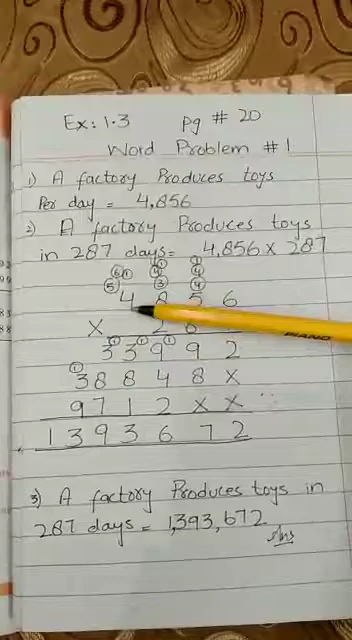 Ex: 1.3 pg # 20
Word Problem # 1
1) A factory Produces toys
Per day = 4,856
2) A factory Produces toys
in 287 days = 4,856 x 287
4 8 5 6
x 2 8
3 3 9 9 2
3 8 8 4 8 x
9 7 1 2 x x
1 3 9 3 6 7 2
3) A factory Produces toys in
287 days = 1,393,672
Ans
PIANO